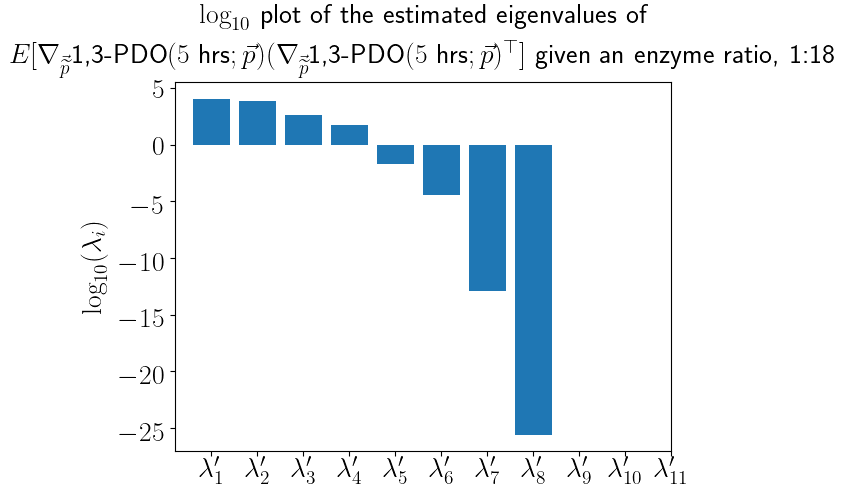 log₁₀ plot of the estimated eigenvalues of
E[∇_{p̃⃗}1,3-PDO(5 hrs; p⃗)(∇_{p̃⃗}1,3-PDO(5 hrs; p⃗)^⊤] given an enzyme ratio, 1:18
log₁₀(λᵢ)
5
0
−5
−10
−15
−20
−25
λ′₁ λ′₂ λ′₃ λ′₄ λ′₅ λ′₆ λ′₇ λ′₈ λ′₉ λ′₁₀ λ′₁₁